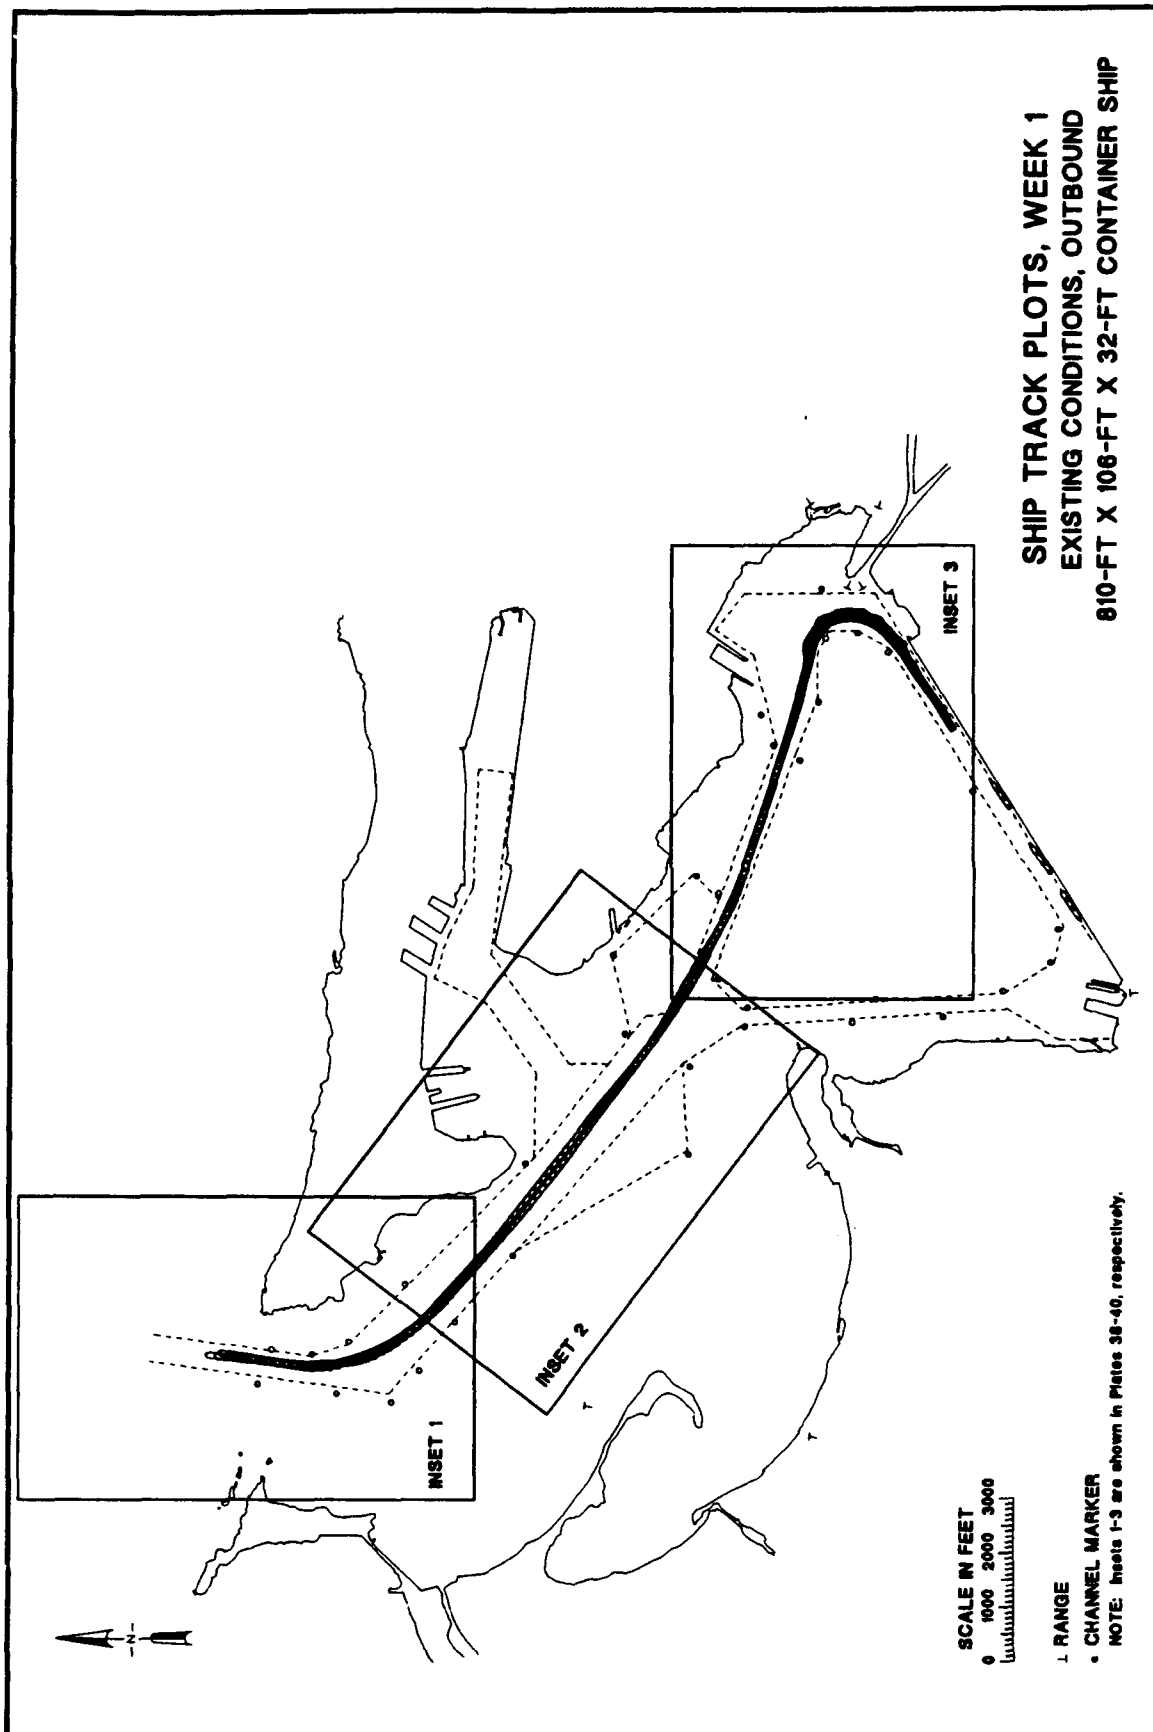 SHIP TRACK PLOTS, WEEK 1
EXISTING CONDITIONS, OUTBOUND
810-FT X 106-FT X 32-FT CONTAINER SHIP
INSET 3
INSET 2
INSET 1
N
SCALE IN FEET
0 1000 2000 3000
RANGE
CHANNEL MARKER
NOTE: Insets 1-3 are shown in Plates 38-40, respectively.